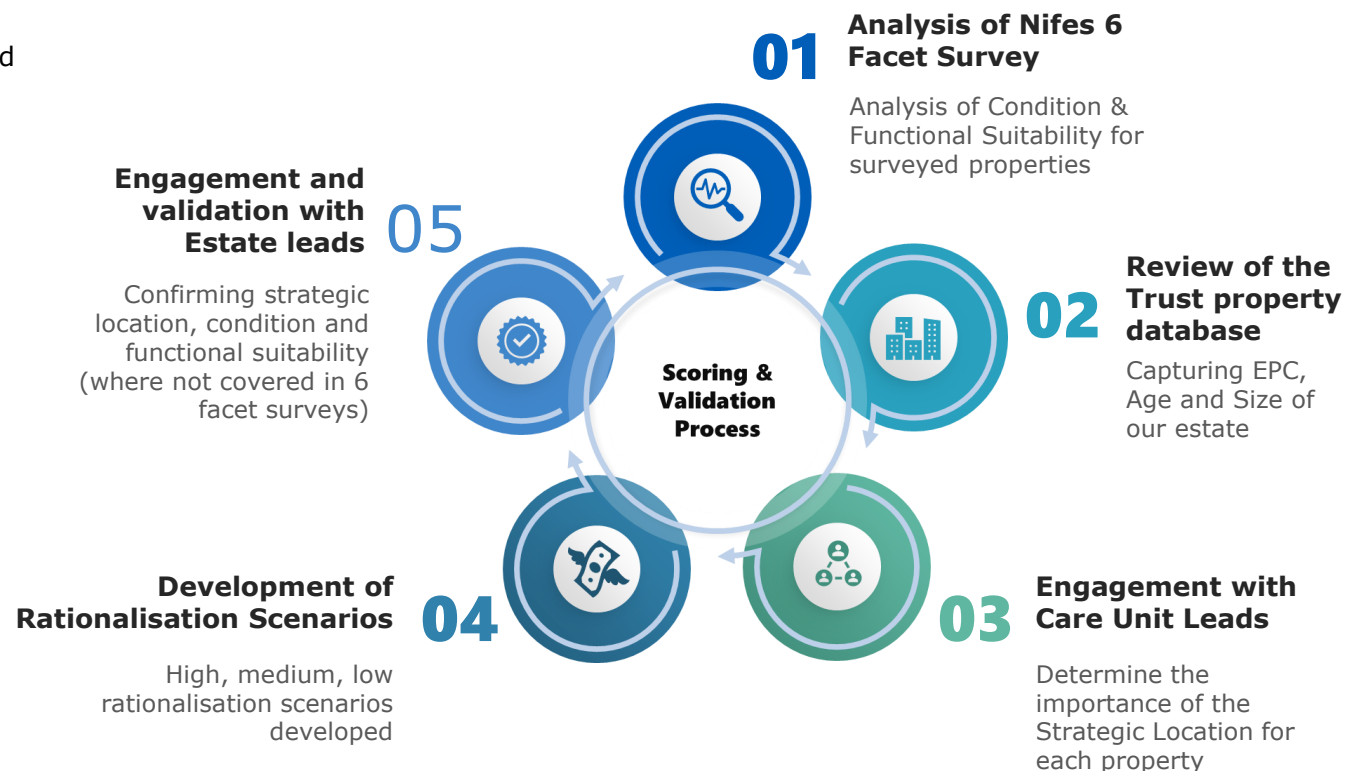 d
01
Analysis of Nifes 6
Facet Survey
Analysis of Condition &
Functional Suitability for
surveyed properties
02
Review of the
Trust property
database
Capturing EPC,
Age and Size of
our estate
03
Engagement with
Care Unit Leads
Determine the
importance of the
Strategic Location for
each property
04
Development of
Rationalisation Scenarios
High, medium, low
rationalisation scenarios
developed
05
Engagement and
validation with
Estate leads
Confirming strategic
location, condition and
functional suitability
(where not covered in 6
facet surveys)
Scoring &
Validation
Process